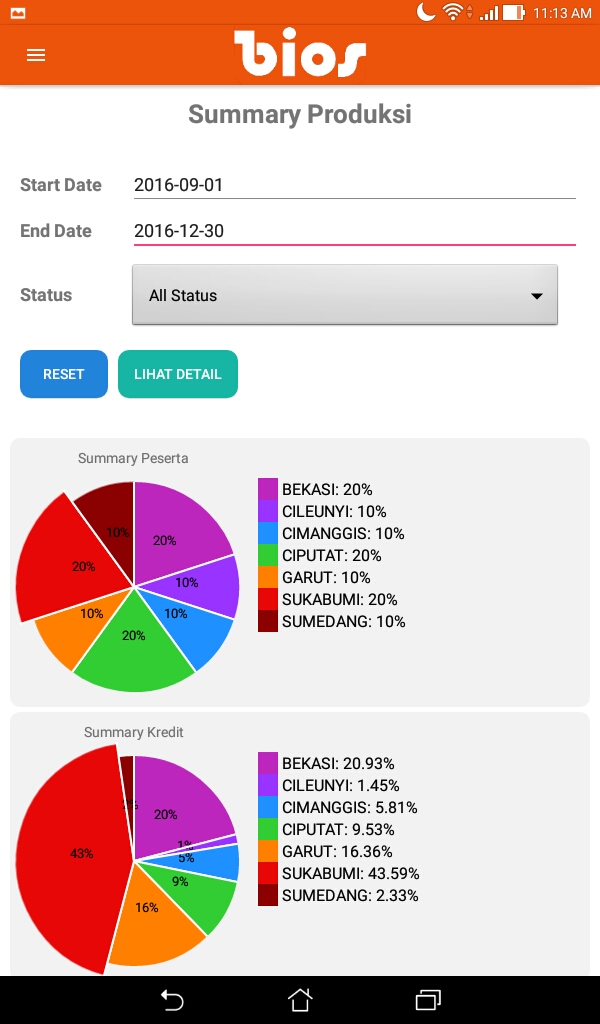 11:13 AM
bios
Summary Produksi
Start Date 2016-09-01
End Date 2016-12-30
Status All Status
RESET LIHAT DETAIL
Summary Peserta
10% 20%
20% 10%
10% 10%
20%
BEKASI: 20%
CILEUNYI: 10%
CIMANGGIS: 10%
CIPUTAT: 20%
GARUT: 10%
SUKABUMI: 20%
SUMEDANG: 10%
Summary Kredit
2% 20%
43% 1%
5%
9%
16%
BEKASI: 20.93%
CILEUNYI: 1.45%
CIMANGGIS: 5.81%
CIPUTAT: 9.53%
GARUT: 16.36%
SUKABUMI: 43.59%
SUMEDANG: 2.33%